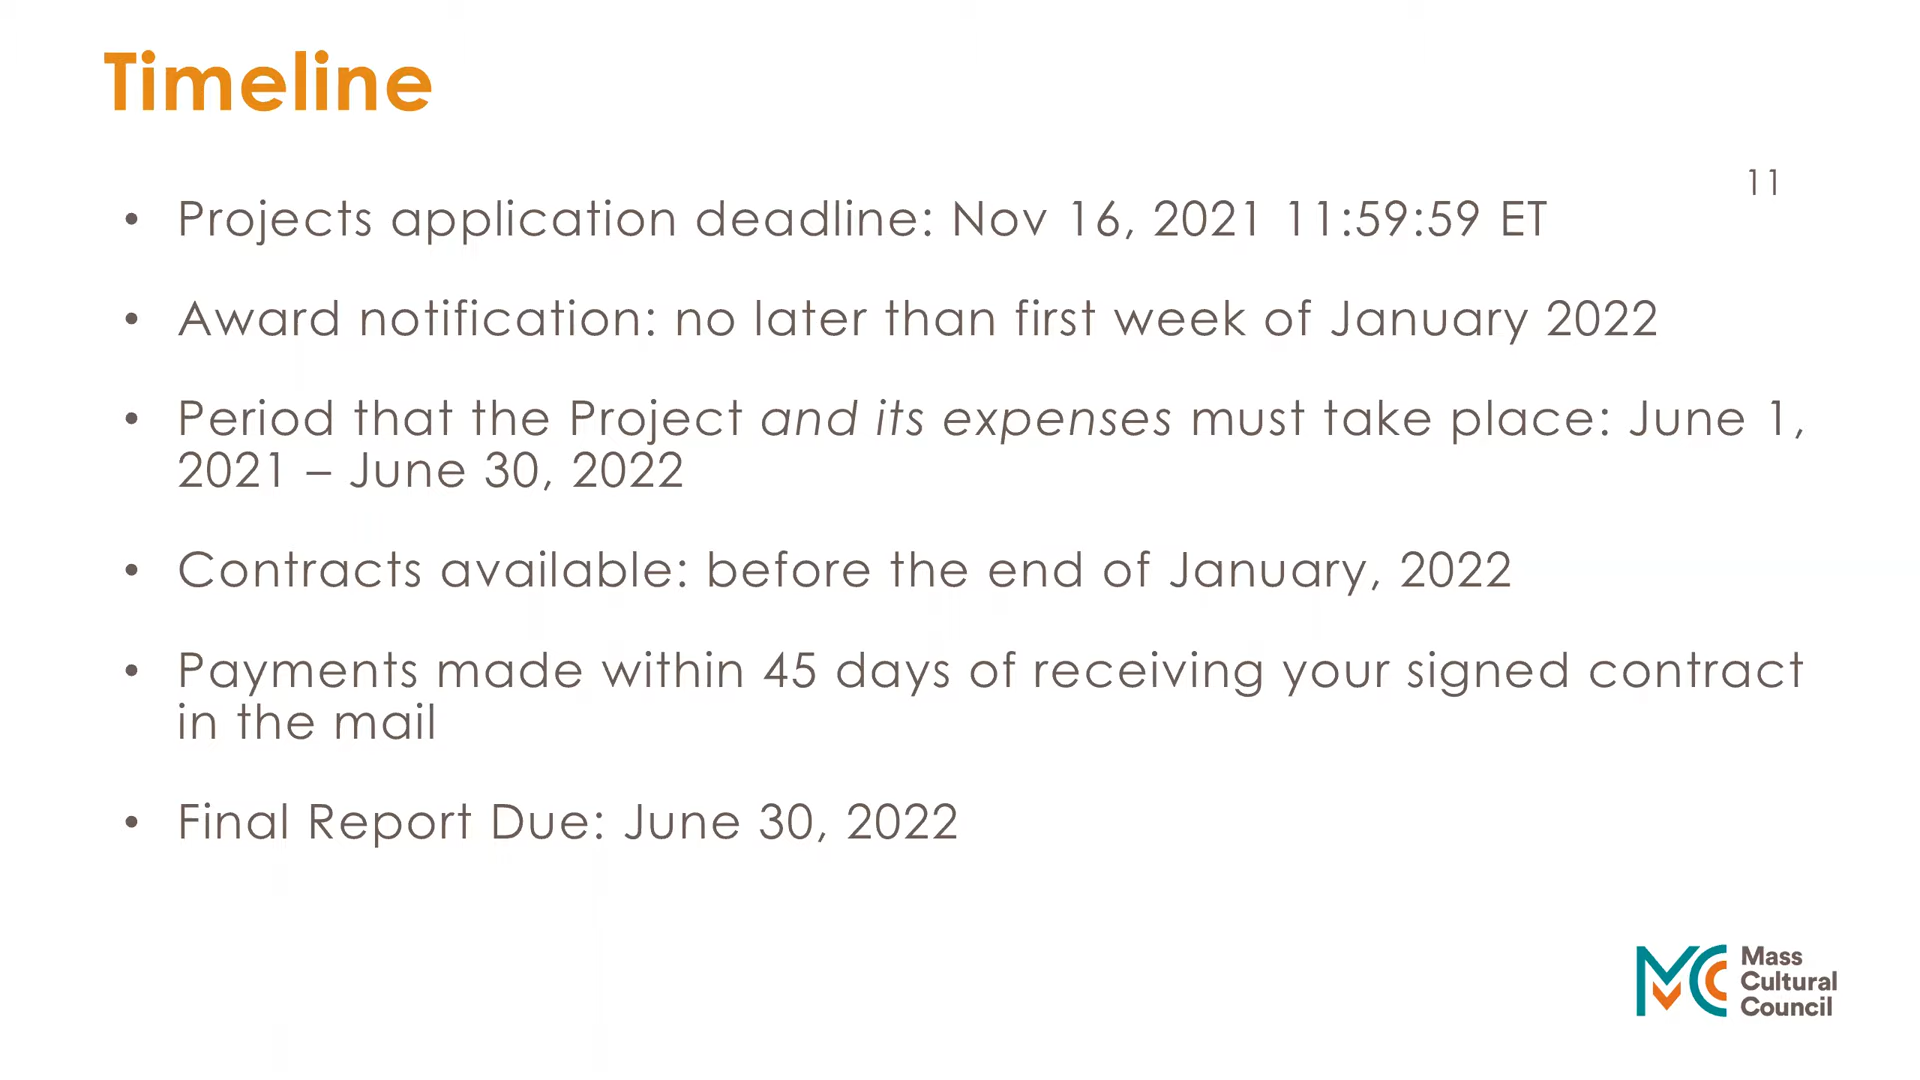 Timeline
11
• Projects application deadline: Nov 16, 2021 11:59:59 ET
• Award notification: no later than first week of January 2022
• Period that the Project and its expenses must take place: June 1,
2021 – June 30, 2022
• Contracts available: before the end of January, 2022
• Payments made within 45 days of receiving your signed contract
in the mail
• Final Report Due: June 30, 2022
MCC
Mass
Cultural
Council